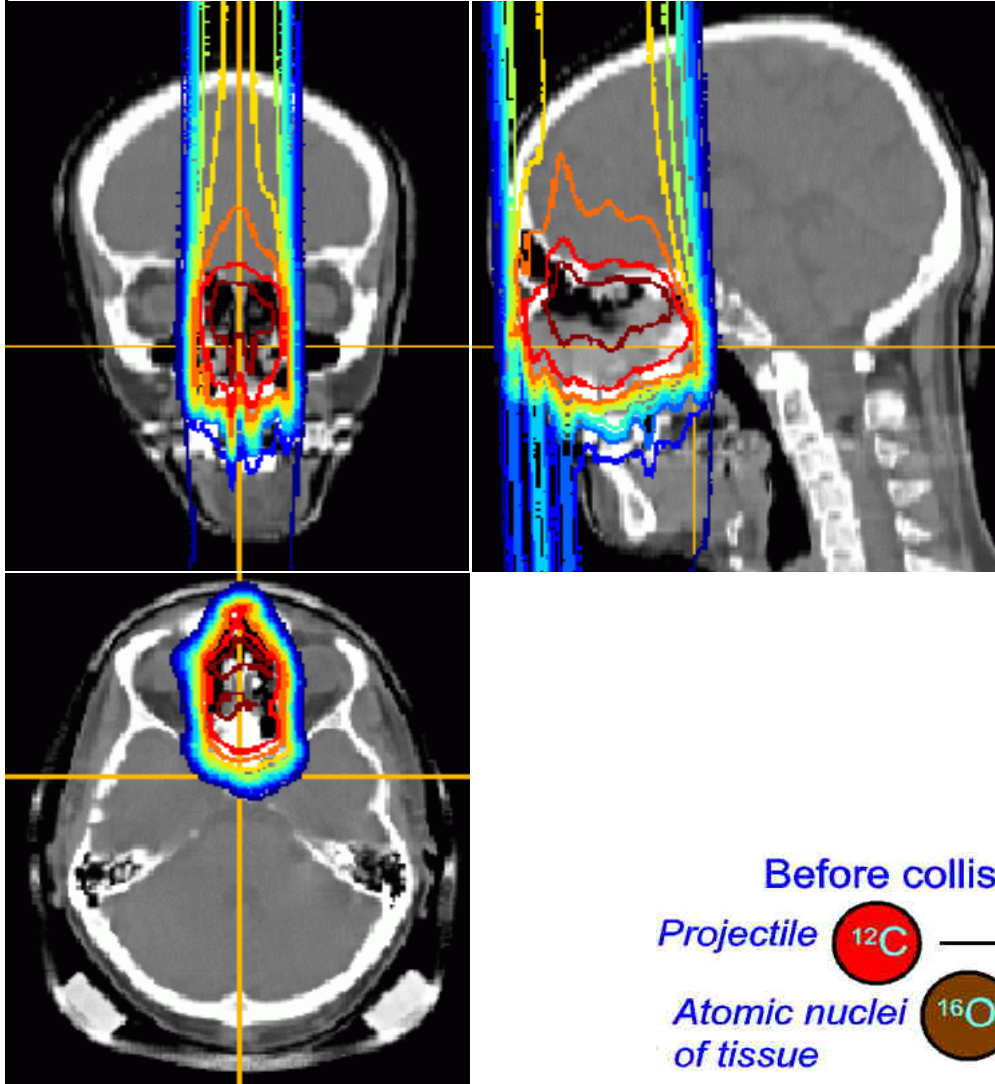 Before collis
Projectile
¹²C
Atomic nuclei
of tissue
¹⁶O